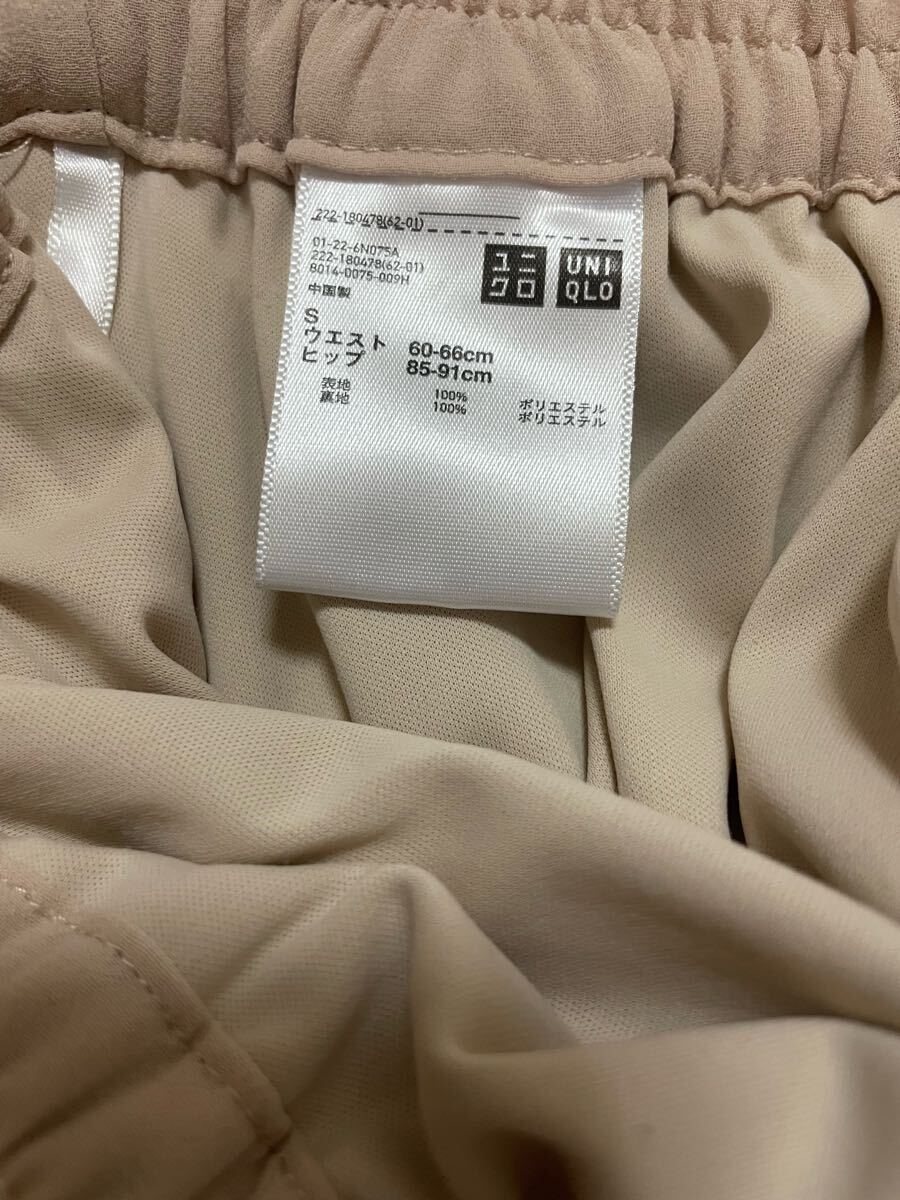 222-180478(62-01)
01-22-6N075A
222-180478(62-01)
8014-0075-009H
中国製
ユニ
クロ
UNI
QLO
S
ウエスト 60-66cm
ヒップ 85-91cm
表地 100% ポリエステル
裏地 100% ポリエステル